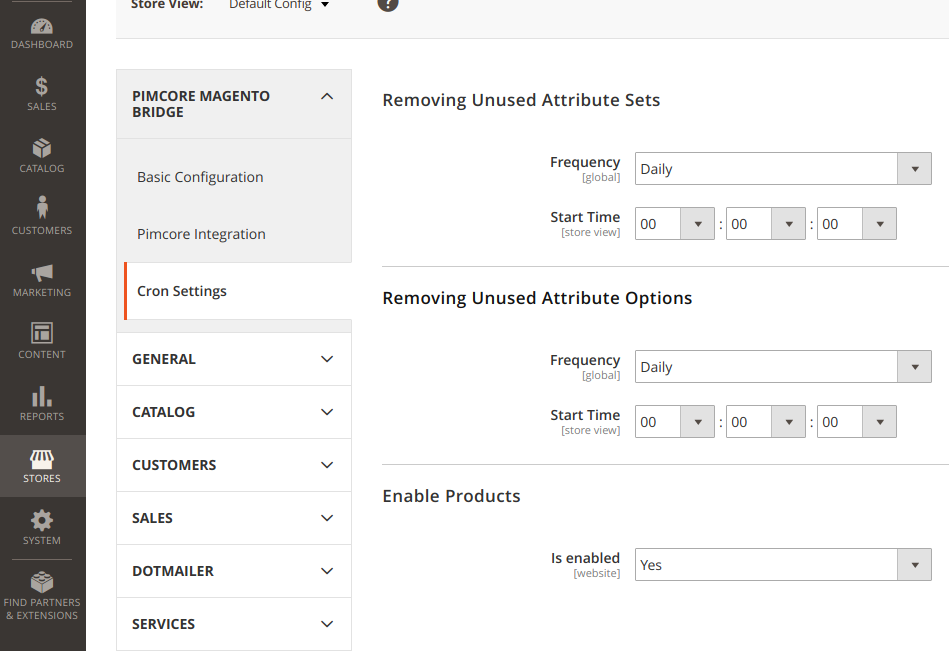 Store View: Default Config ?
DASHBOARD
SALES
CATALOG
CUSTOMERS
MARKETING
CONTENT
REPORTS
STORES
SYSTEM
FIND PARTNERS
& EXTENSIONS
PIMCORE MAGENTO
BRIDGE
Basic Configuration
Pimcore Integration
Cron Settings
GENERAL
CATALOG
CUSTOMERS
SALES
DOTMAILER
SERVICES
Removing Unused Attribute Sets
Frequency Daily
[global]
Start Time 00 : 00 : 00
[store view]
Removing Unused Attribute Options
Frequency Daily
[global]
Start Time 00 : 00 : 00
[store view]
Enable Products
Is enabled Yes
[website]